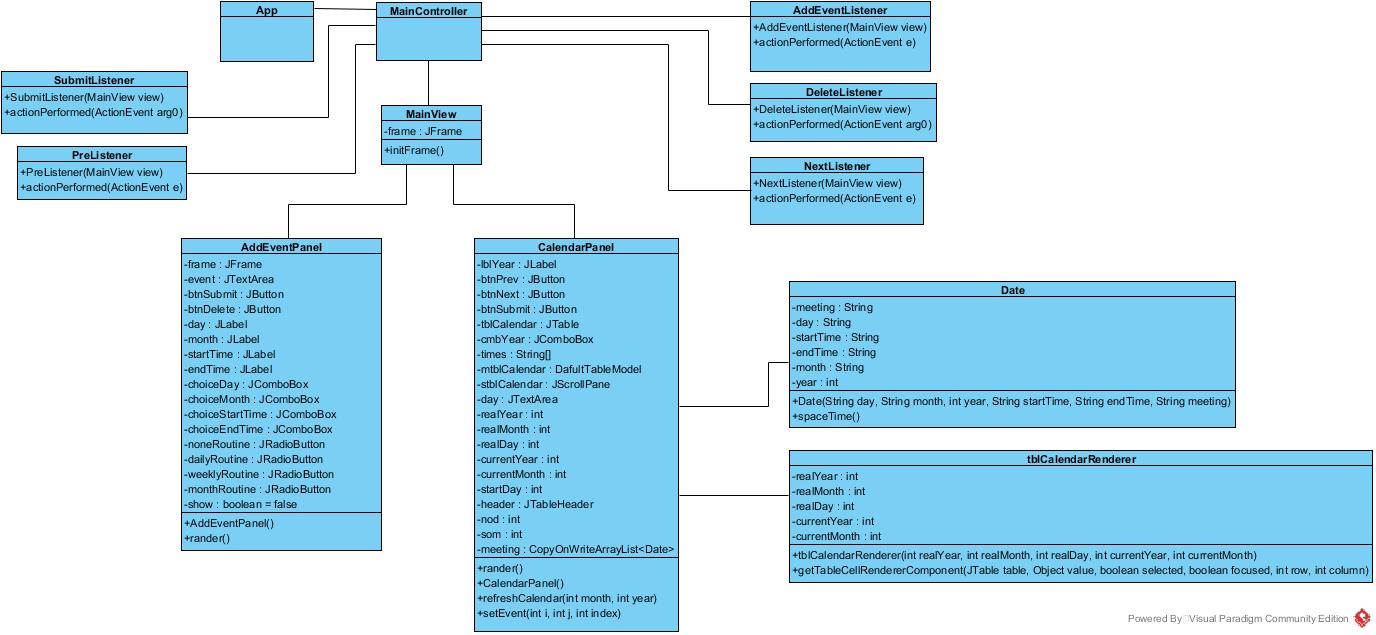 App
MainController
AddEventListener
+AddEventListener(MainView view)
+actionPerformed(ActionEvent e)
SubmitListener
+SubmitListener(MainView view)
+actionPerformed(ActionEvent arg0)
DeleteListener
+DeleteListener(MainView view)
+actionPerformed(ActionEvent arg0)
MainView
-frame : JFrame
+initFrame()
PreListener
+PreListener(MainView view)
+actionPerformed(ActionEvent e)
NextListener
+NextListener(MainView view)
+actionPerformed(ActionEvent e)
AddEventPanel
-frame : JFrame
-event : JTextArea
-btnSubmit : JButton
-btnDelete : JButton
-day : JLabel
-month : JLabel
-startTime : JLabel
-endTime : JLabel
-choiceDay : JComboBox
-choiceMonth : JComboBox
-choiceStartTime : JComboBox
-choiceEndTime : JComboBox
-noneRoutine : JRadioButton
-dailyRoutine : JRadioButton
-weeklyRoutine : JRadioButton
-monthRoutine : JRadioButton
-show : boolean = false
+AddEventPanel()
+rander()
CalendarPanel
-lblYear : JLabel
-btnPrev : JButton
-btnNext : JButton
-btnSubmit : JButton
-tblCalendar : JTable
-cmbYear : JComboBox
-times : String[]
-mtblCalendar : DafultTableModel
-stblCalendar : JScrollPane
-day : JTextArea
-realYear : int
-realMonth : int
-realDay : int
-currentYear : int
-currentMonth : int
-startDay : int
-header : JTableHeader
-nod : int
-som : int
-meeting : CopyOnWriteArrayList<Date>
+rander()
+CalendarPanel()
+refreshCalendar(int month, int year)
+setEvent(int i, int j, int index)
Date
-meeting : String
-day : String
-startTime : String
-endTime : String
-month : String
-year : int
+Date(String day, String month, int year, String startTime, String endTime, String meeting)
+spaceTime()
tblCalendarRenderer
-realYear : int
-realMonth : int
-realDay : int
-currentYear : int
-currentMonth : int
+tblCalendarRenderer(int realYear, int realMonth, int realDay, int currentYear, int currentMonth)
+getTableCellRendererComponent(JTable table, Object value, boolean selected, boolean focused, int row, int column)
Powered By Visual Paradigm Community Edition